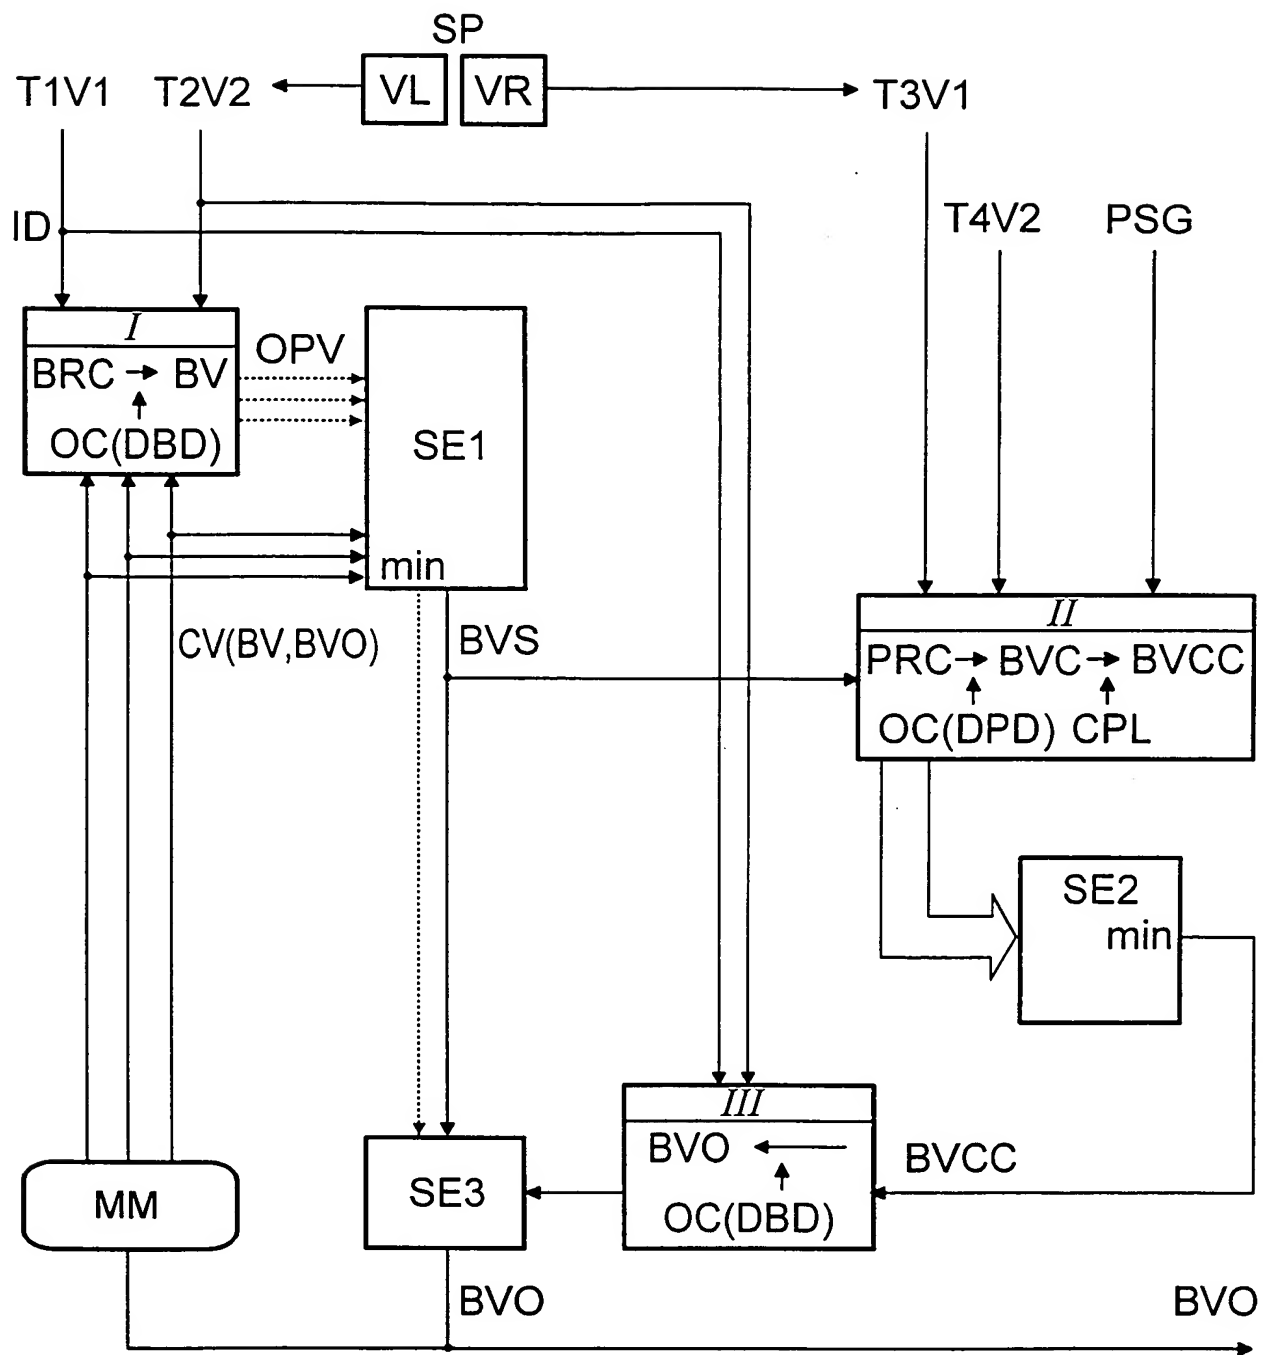 SP
T1V1 T2V2 VL VR T3V1
ID T4V2 PSG
I
OPV
BRC BV
OC(DBD)
SE1
min
CV(BV,BVO) BVS
II
PRC BVC BVCC
OC(DPD) CPL
SE2
min
III
BVO BVCC
MM SE3
OC(DBD)
BVO BVO